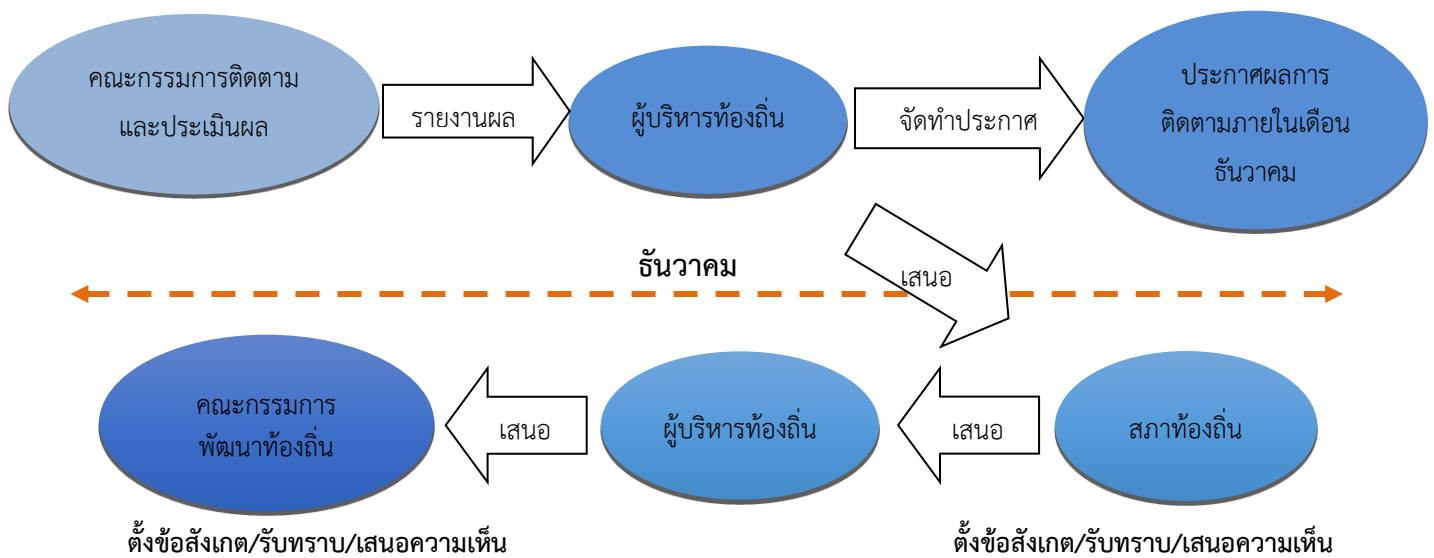 คณะกรรมการติดตาม
และประเมินผล
รายงานผล
ผู้บริหารท้องถิ่น
จัดทำประกาศ
ประกาศผลการ
ติดตามภายในเดือน
ธันวาคม
ธันวาคม
เสนอ
คณะกรรมการ
พัฒนาท้องถิ่น
เสนอ
ผู้บริหารท้องถิ่น
เสนอ
สภาท้องถิ่น
ตั้งข้อสังเกต/รับทราบ/เสนอความเห็น
ตั้งข้อสังเกต/รับทราบ/เสนอความเห็น